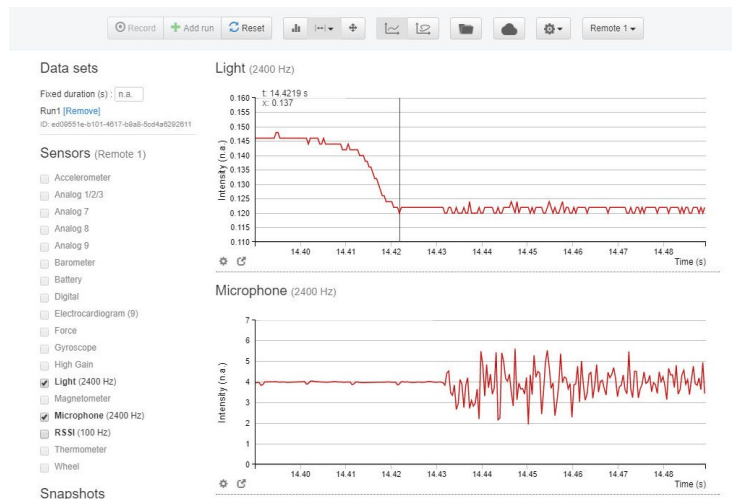 Record Add run Reset Remote 1
Data sets
Fixed duration (s) : n.a.
Run1 [Remove]
ID: ed09551e-b101-4617-b9a8-5cd4a6292611
Sensors (Remote 1)
Accelerometer
Analog 1/2/3
Analog 7
Analog 8
Analog 9
Barometer
Battery
Digital
Electrocardiogram (9)
Force
Gyroscope
High Gain
Light (2400 Hz)
Magnetometer
Microphone (2400 Hz)
RSSI (100 Hz)
Thermometer
Wheel
Snapshots
Light (2400 Hz)
t: 14.4219 s
x: 0.137
Intensity (n.a.)
0.160
0.155
0.150
0.145
0.140
0.135
0.130
0.125
0.120
0.115
0.110
14.40 14.41 14.42 14.43 14.44 14.45 14.46 14.47 14.48
Time (s)
Microphone (2400 Hz)
Intensity (n.a.)
7
6
5
4
3
2
1
0
14.40 14.41 14.42 14.43 14.44 14.45 14.46 14.47 14.48
Time (s)